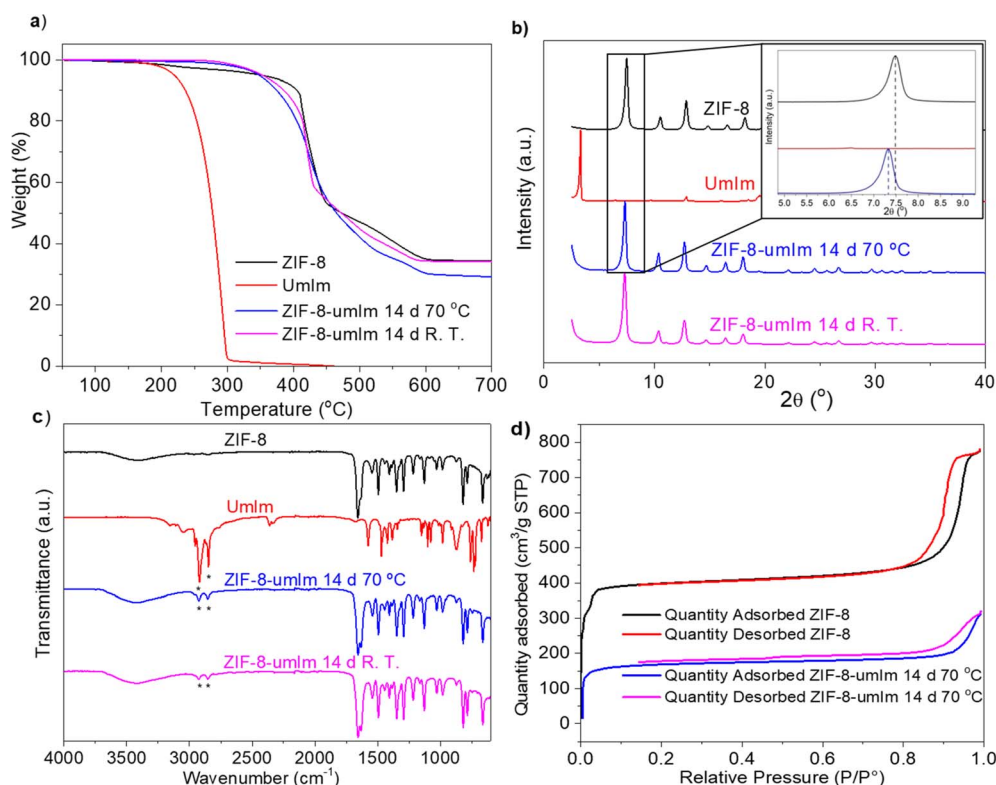 a)
Weight (%)
100
80
60
40
20
0
ZIF-8
UmIm
ZIF-8-umIm 14 d 70 °C
ZIF-8-umIm 14 d R. T.
100 200 300 400 500 600 700
Temperature (°C)
b)
Intensity (a.u.)
ZIF-8
UmIm
ZIF-8-umIm 14 d 70 ºC
ZIF-8-umIm 14 d R. T.
Intensity (a.u.)
5.0 5.5 6.0 6.5 7.0 7.5 8.0 8.5 9.0
2θ (°)
0 10 20 30 40
2θ (°)
c)
Transmittance (a.u.)
ZIF-8
UmIm
* *
ZIF-8-umIm 14 d 70 ºC
* *
ZIF-8-umIm 14 d R. T.
* *
4000 3500 3000 2500 2000 1500 1000
Wavenumber (cm-1)
d)
Quantity adsorbed (cm³/g STP)
800
700
600
500
400
300
200
100
0
Quantity Adsorbed ZIF-8
Quantity Desorbed ZIF-8
Quantity Adsorbed ZIF-8-umIm 14 d 70 °C
Quantity Desorbed ZIF-8-umIm 14 d 70 °C
0.0 0.2 0.4 0.6 0.8 1.0
Relative Pressure (P/P°)